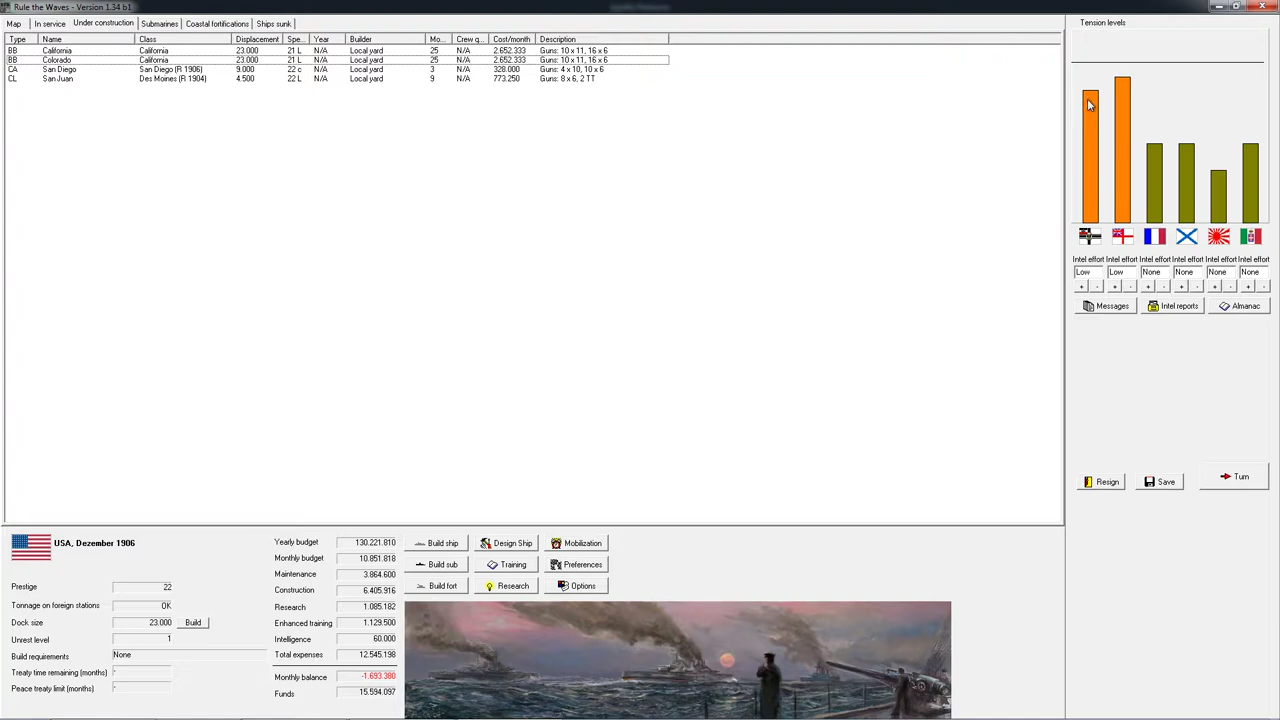 Rule the Waves - Version 1.34 b1
Map In service Under construction Submarines Coastal fortifications Ships sunk
Type Name Class Displacement Spe... Year Builder Mo... Crew q... Cost/month Description
BB California California 23.000 21 L N/A Local yard 25 N/A 2.652.333 Guns: 10 x 11, 16 x 6
BB Colorado California 23.000 21 L N/A Local yard 25 N/A 2.652.333 Guns: 10 x 11, 16 x 6
CA San Diego San Diego (R 1906) 9.000 22 c N/A Local yard 3 N/A 328.000 Guns: 4 x 10, 10 x 6
CL San Juan Des Moines (R 1904) 4.500 22 L N/A Local yard 9 N/A 773.250 Guns: 8 x 6, 2 TT
Tension levels
Intel effort Intel effort Intel effort Intel effort Intel effort Intel effort
Low Low None None None None
+ - + - + - + - + - + -
Messages Intel reports Almanac
Resign Save Turn
USA, Dezember 1906
Prestige 22
Tonnage on foreign stations OK
Dock size 23.000 Build
Unrest level 1
Build requirements None
Treaty time remaining (months) -
Peace treaty limit (months) -
Yearly budget 130.221.810
Monthly budget 10.851.818
Maintenance 3.864.600
Construction 6.405.916
Research 1.085.182
Enhanced training 1.129.500
Intelligence 60.000
Total expenses 12.545.198
Monthly balance -1.693.380
Funds 15.594.097
Build ship Design Ship Mobilization
Build sub Training Preferences
Build fort Research Options